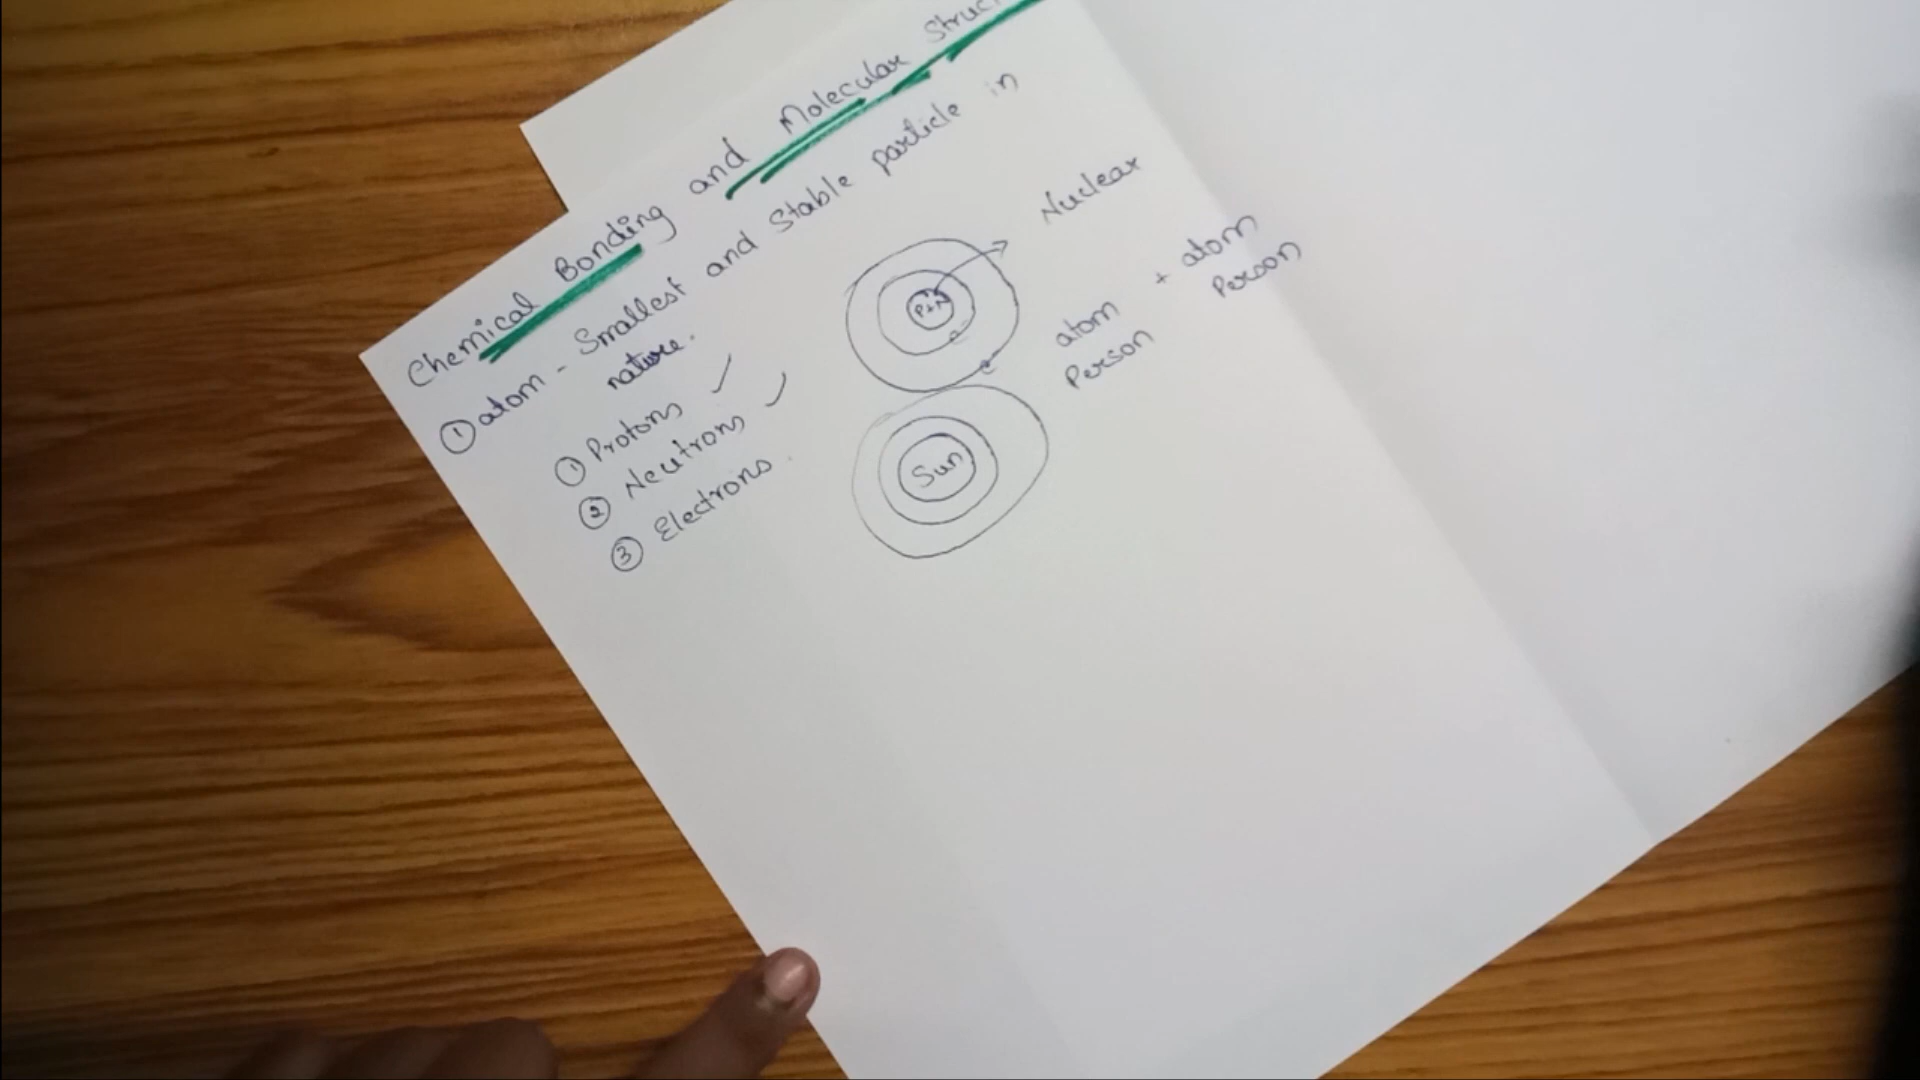 Chemical Bonding and Molecular Struc
① atom - Smallest and Stable particle in
nature.
① Protons ✓
② Neutrons ✓
③ Electrons.
P+N
e-
e-
Nuclear
atom + atom
Person Person
Sun